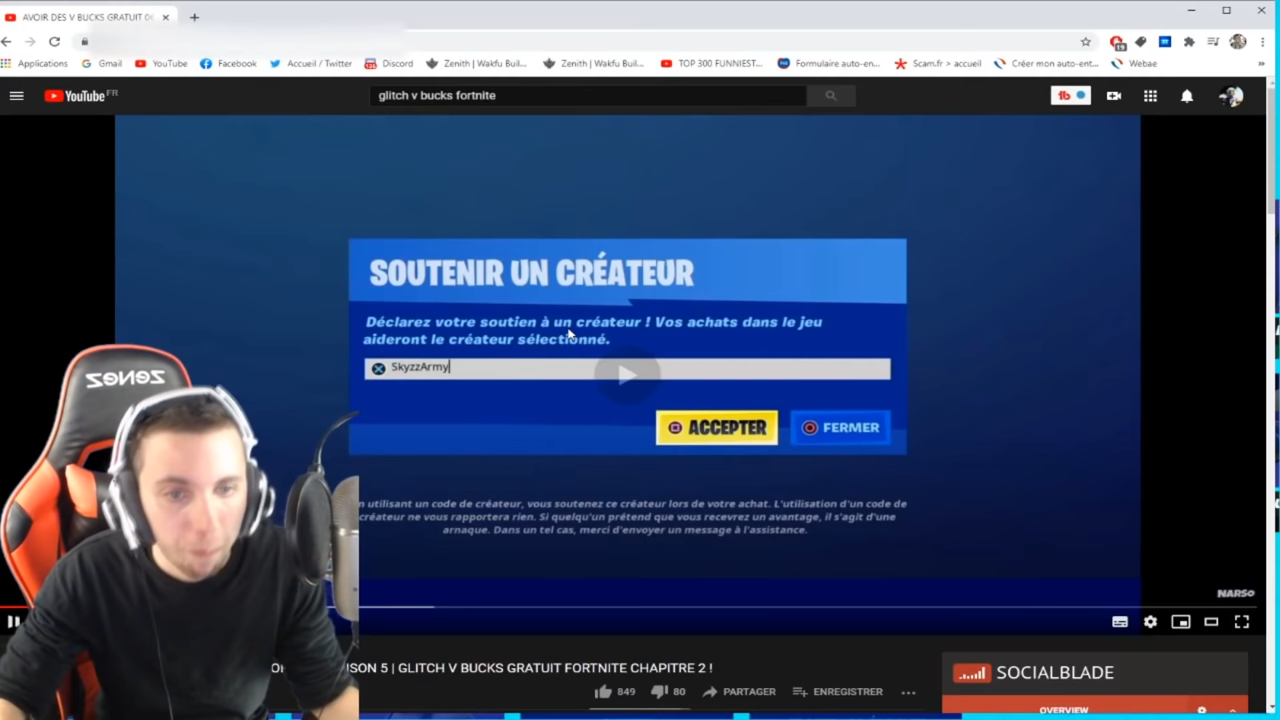 AVOIR DES V BUCKS GRATUIT
Applications
Gmail
YouTube
Facebook
Accueil / Twitter
Discord
Zenith | Wakfu Buil...
Zenith | Wakfu Buil...
TOP 300 FUNNIEST...
Formulaire auto-en...
Scam.fr > accueil
Créer mon auto-ent...
Webae
YouTube FR
glitch v bucks fortnite
19
SOUTENIR UN CRÉATEUR
Déclarez votre soutien à un créateur ! Vos achats dans le jeu
aideront le créateur sélectionné.
SkyzzArmy
ACCEPTER
FERMER
n utilisant un code de créateur, vous soutenez ce créateur lors de votre achat. L'utilisation d'un code de
créateur ne vous rapportera rien. Si quelqu'un prétend que vous recevrez un avantage, il s'agit d'une
arnaque. Dans un tel cas, merci d'envoyer un message à l'assistance.
ZENEZ
NARSO
ISON 5 | GLITCH V BUCKS GRATUIT FORTNITE CHAPITRE 2 !
849
80
PARTAGER
ENREGISTRER
SOCIALBLADE
OVERVIEW